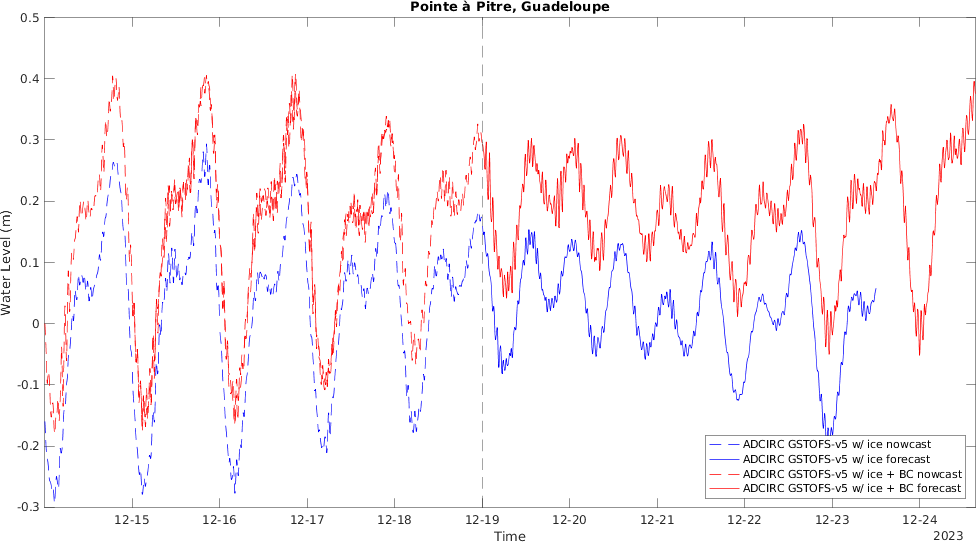 Pointe à Pitre, Guadeloupe
Water Level (m)
0.5
0.4
0.3
0.2
0.1
0
-0.1
-0.2
-0.3
12-15
12-16
12-17
12-18
12-19
12-20
12-21
12-22
12-23
12-24
Time
2023
ADCIRC GSTOFS-v5 w/ ice nowcast
ADCIRC GSTOFS-v5 w/ ice forecast
ADCIRC GSTOFS-v5 w/ ice + BC nowcast
ADCIRC GSTOFS-v5 w/ ice + BC forecast